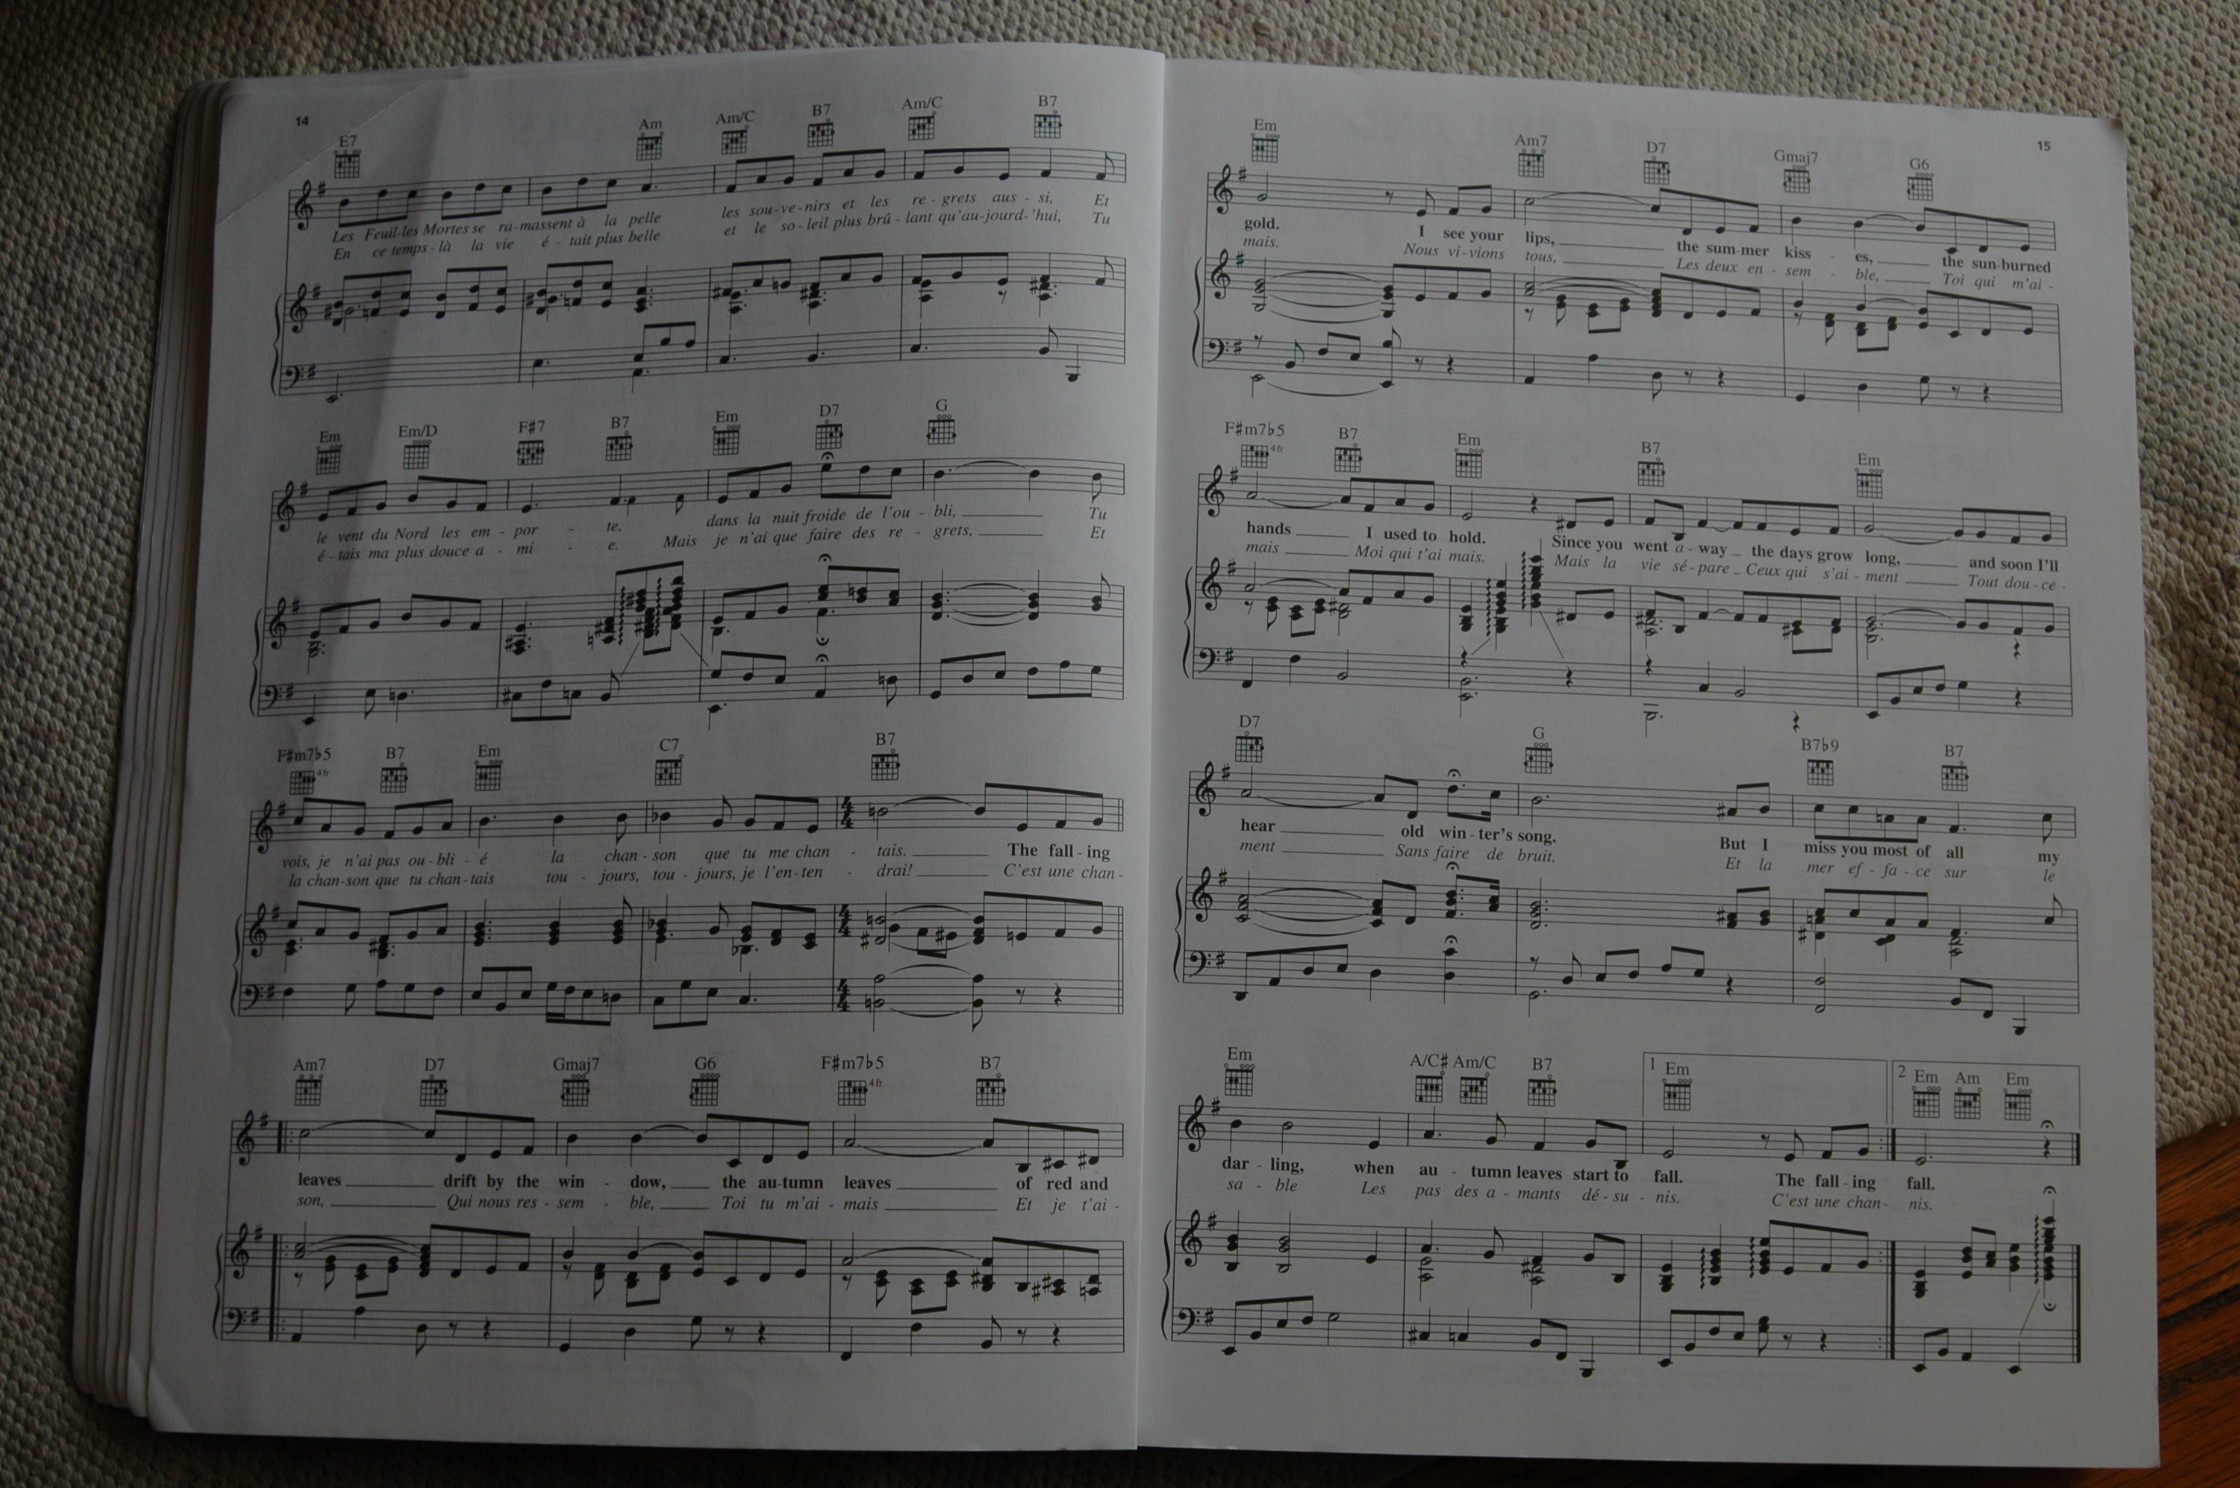 14
E7 Am Am/C B7 Am/C B7
Les Feuil-les Mortes se ra-massent à la pelle les sou-ve-nirs et les re-grets aus-si, Et
En ce temps-là la vie é-tait plus belle et le so-leil plus brû-lant qu'au-jourd-'hui, Tu
Em Em/D F#7 B7 Em D7 G
le vent du Nord les em-por-te. dans la nuit froide de l'ou-bli, Tu
é-tais ma plus douce a-mi-e. Mais je n'ai que faire des re-grets, Et
F#m7♭5 B7 Em C7 B7
4 fr
vois, je n'ai pas ou-bli-é la chan-son que tu me chan-tais. The fall-ing
la chan-son que tu chan-tais tou-jours, tou-jours, je l'en-ten-drai! C'est une chan-
Am7 D7 Gmaj7 G6 F#m7♭5 B7
4 fr
leaves drift by the win-dow, the au-tumn leaves of red and
son, Qui nous res-sem-ble, Toi tu m'ai-mais Et je t'ai-
15
Em Am7 D7 Gmaj7 G6
gold. I see your lips, the sum-mer kiss-es, the sun-burned
mais. Nous vi-vions tous, Les deux en-sem-ble, Toi qui m'ai-
F#m7♭5 B7 Em B7 Em
4 fr
hands I used to hold. Since you went a-way the days grow long, and soon I'll
mais Moi qui t'ai mais. Mais la vie sé-pare Ceux qui s'ai-ment Tout dou-ce-
D7 G B7♭9 B7
hear old win-ter's song. But I miss you most of all my
ment Sans faire de bruit. Et la mer ef-fa-ce sur le
Em A/C# Am/C B7 1 Em 2 Em Am Em
dar-ling, when au-tumn leaves start to fall. The fall-ing fall.
sa-ble Les pas des a-mants dé-su-nis. C'est une chan-nis.